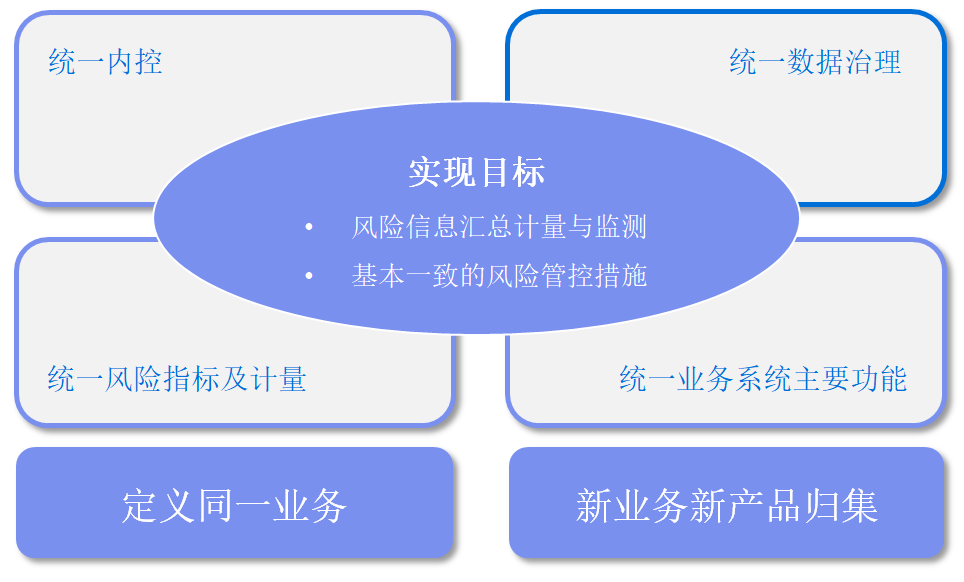 统一内控
统一数据治理
实现目标
• 风险信息汇总计量与监测
• 基本一致的风险管控措施
统一风险指标及计量
统一业务系统主要功能
定义同一业务
新业务新产品归集